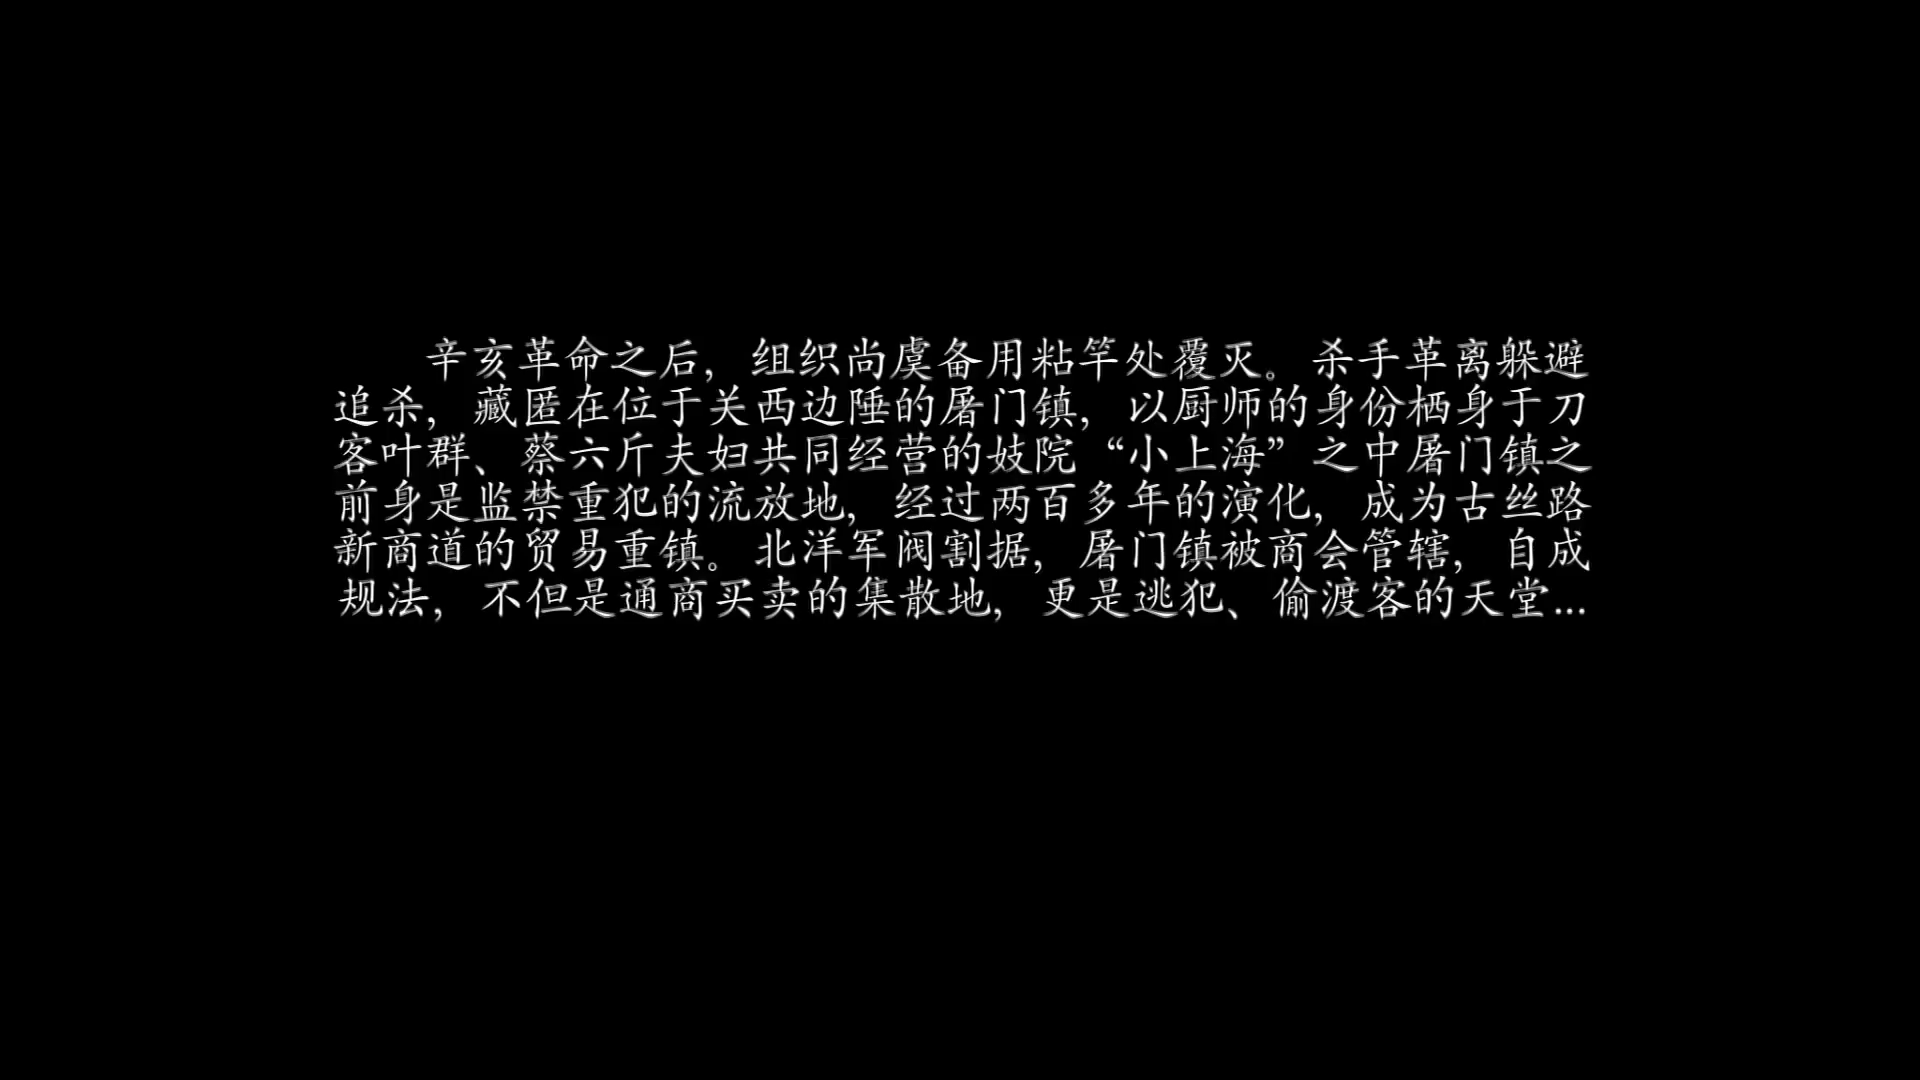 辛亥革命之后，组织尚虞备用粘竿处覆灭。杀手革离躲避
追杀，藏匿在位于关西边陲的屠门镇，以厨师的身份栖身于刀
客叶群、蔡六斤夫妇共同经营的妓院“小上海”之中屠门镇之
前身是监禁重犯的流放地，经过两百多年的演化，成为古丝路
新商道的贸易重镇。北洋军阀割据，屠门镇被商会管辖，自成
规法，不但是通商买卖的集散地，更是逃犯、偷渡客的天堂...